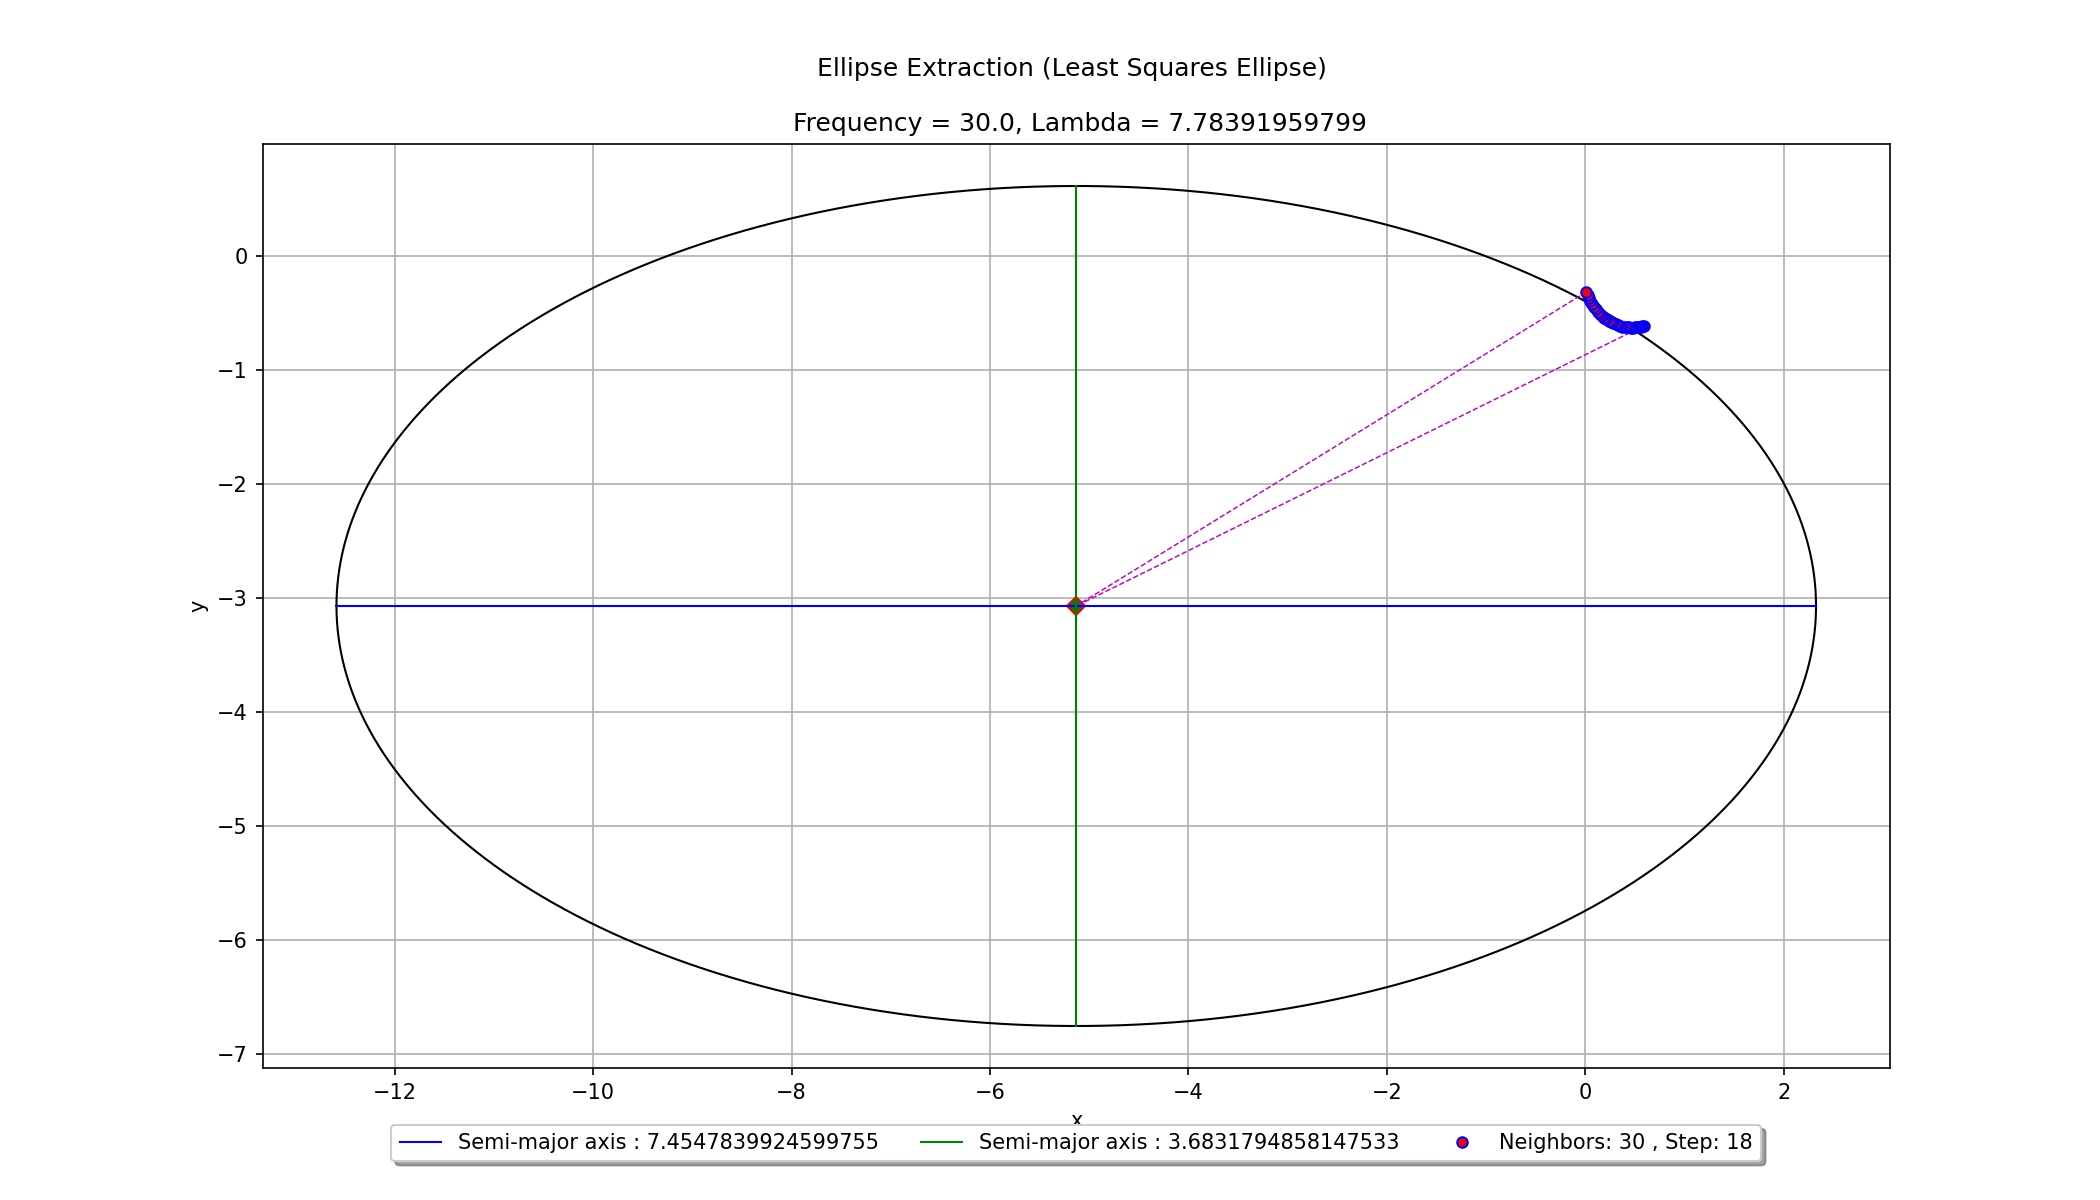 Ellipse Extraction (Least Squares Ellipse)
Frequency = 30.0, Lambda = 7.78391959799
0
−1
−2
−3
−4
−5
−6
−7
y
−12 −10 −8 −6 −4 −2 0 2
x
Semi-major axis : 7.4547839924599755 Semi-major axis : 3.6831794858147533 Neighbors: 30 , Step: 18